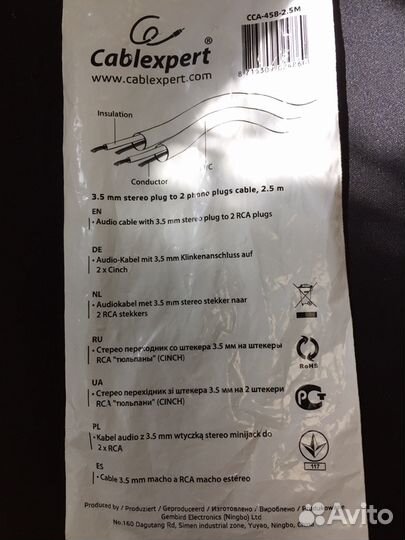 CCA-458-2.5M
Cablexpert®
www.cablexpert.com
Insulation
Conductor
3.5 mm stereo plug to 2 phono plugs cable, 2.5 m
EN
• Audio cable with 3.5 mm stereo plug to 2 RCA plugs
DE
• Audio-Kabel mit 3,5 mm Klinkenanschluss auf
2 x Cinch
NL
• Audiokabel met 3.5 mm stereo stekker naar
2 RCA stekkers
RU
• Стерео переходник со штекера 3.5 мм на штекеры
RCA "тюльпаны" (CINCH)
RoHS
UA
• Стерео перехідник зі штекера 3.5 мм на 2 штекери
RCA "тюльпани" (CINCH)
PL
• Kabel audio z 3.5 mm wtyczką stereo minijack do
2 x RCA
117
ES
• Cable 3.5 mm macho a RCA macho estéreo
Produced by / Produziert / Geproduceerd / Изготовлено / Вироблено / Produkow
Gembird Electronics (Ningbo) Ltd
No.160 Dagutang Rd, Simen industrial zone, Yuyao, Ningbo,
Avito